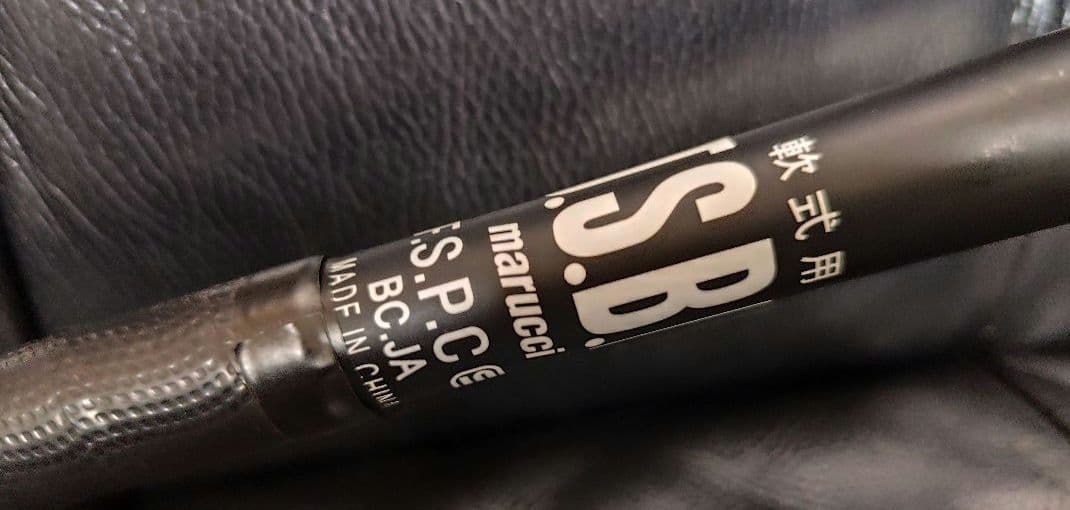 軟式用
.S.B.
marucci
F.S.P.C
BC.JA
MADE IN CHINA